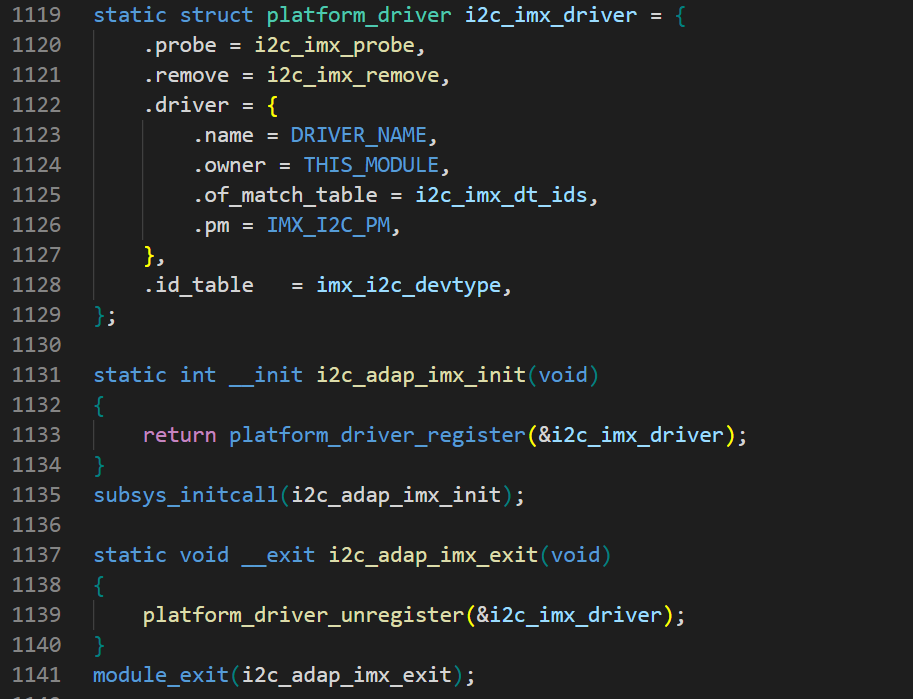 1119 static struct platform_driver i2c_imx_driver = {
1120     .probe = i2c_imx_probe,
1121     .remove = i2c_imx_remove,
1122     .driver = {
1123         .name = DRIVER_NAME,
1124         .owner = THIS_MODULE,
1125         .of_match_table = i2c_imx_dt_ids,
1126         .pm = IMX_I2C_PM,
1127     },
1128     .id_table   = imx_i2c_devtype,
1129 };
1130
1131 static int __init i2c_adap_imx_init(void)
1132 {
1133     return platform_driver_register(&i2c_imx_driver);
1134 }
1135 subsys_initcall(i2c_adap_imx_init);
1136
1137 static void __exit i2c_adap_imx_exit(void)
1138 {
1139     platform_driver_unregister(&i2c_imx_driver);
1140 }
1141 module_exit(i2c_adap_imx_exit);